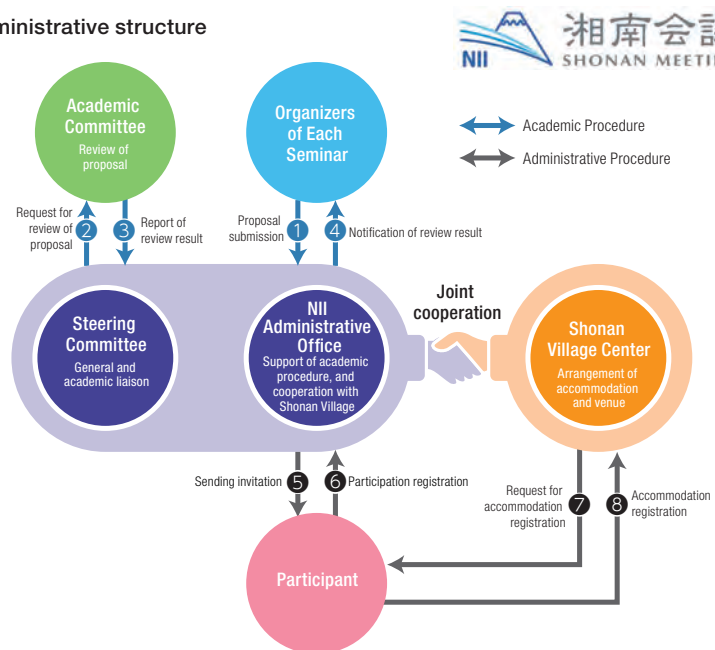 ministrative structure
湘南会議
NII
SHONAN MEETIN
Academic
Committee
Review of
proposal
Organizers
of Each
Seminar
Academic Procedure
Administrative Procedure
Request for
review of
proposal
2
3
Report of
review result
Proposal
submission
1
4
Notification of review result
Steering
Committee
General and
academic liaison
NII
Administrative
Office
Support of academic
procedure, and
cooperation with
Shonan Village
Joint
cooperation
Shonan
Village Center
Arrangement of
accommodation
and venue
Sending invitation
5
6
Participation registration
Request for
accommodation
registration
7
8
Accommodation
registration
Participant